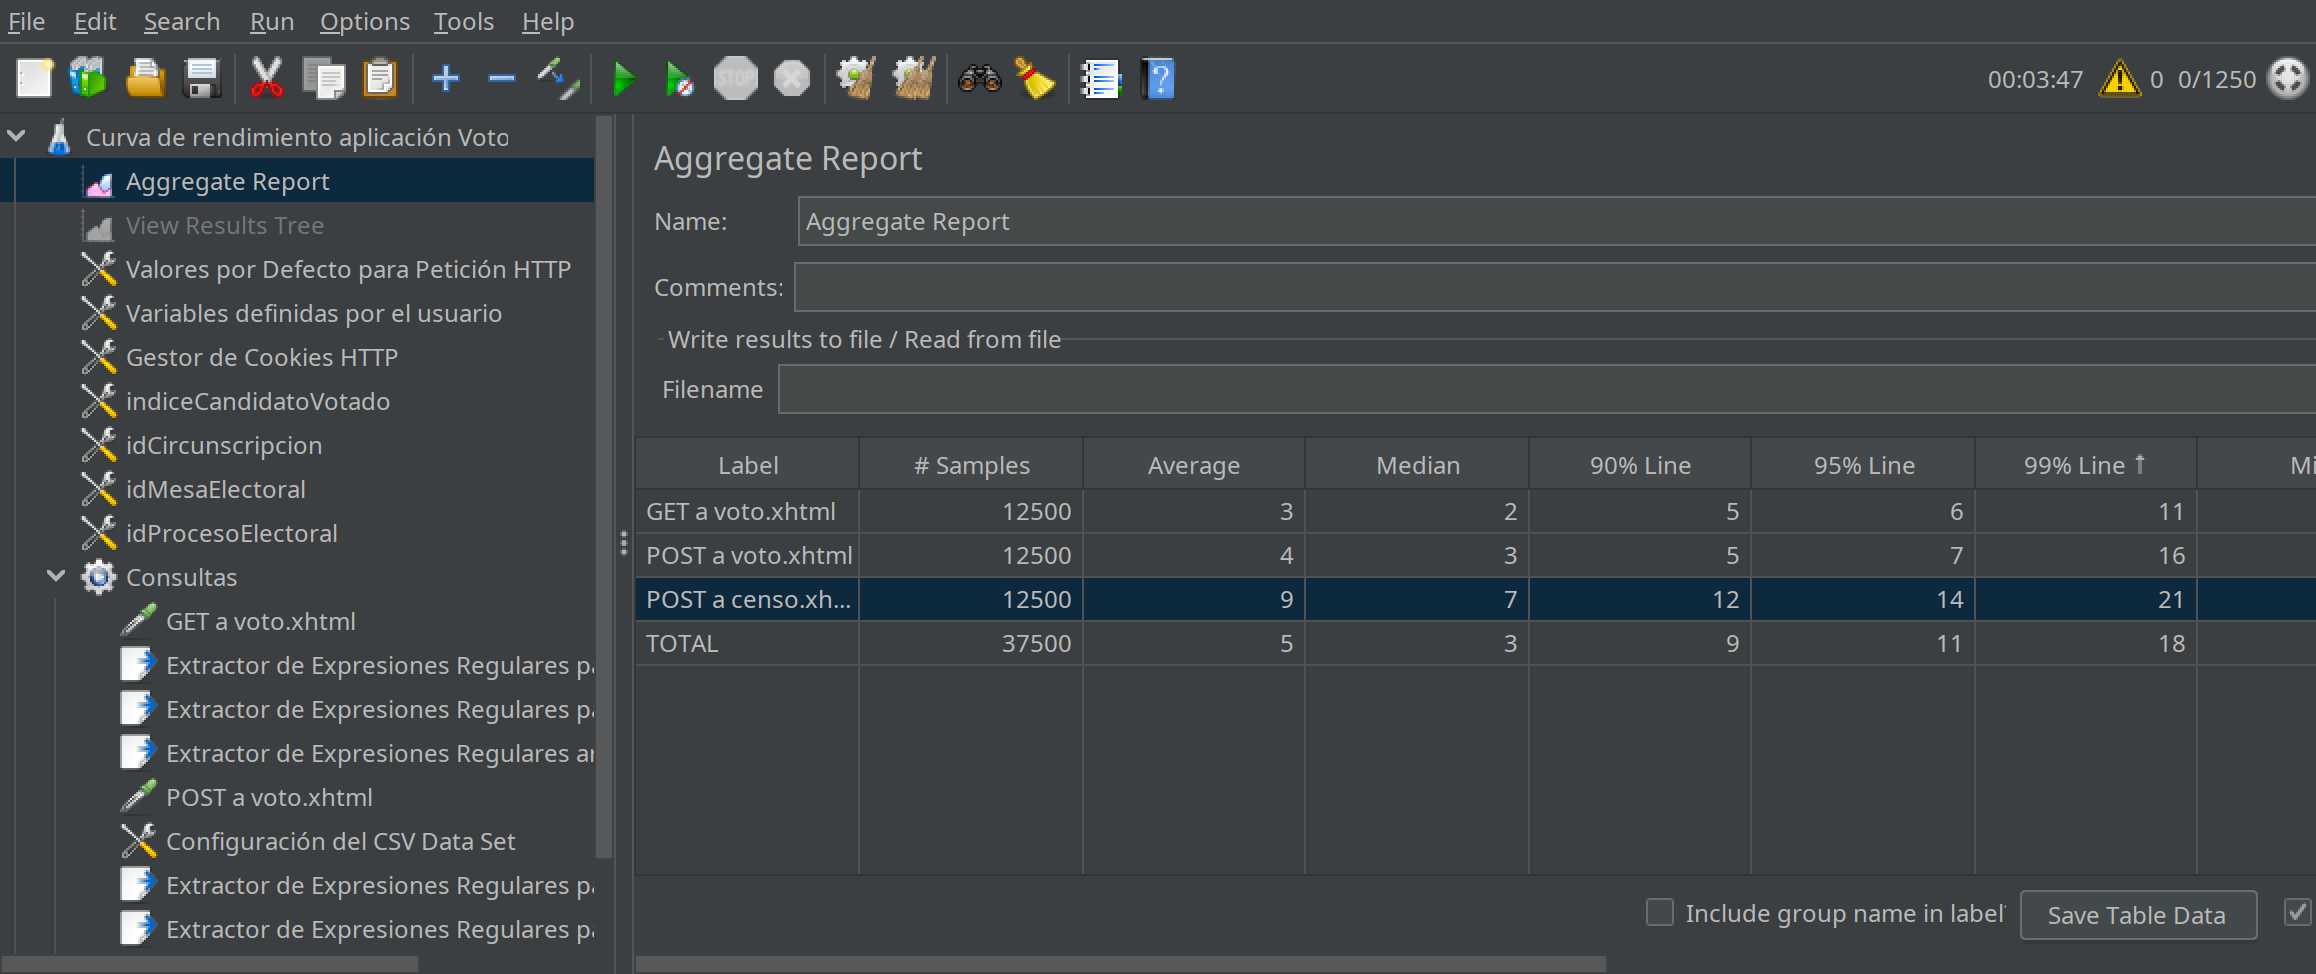 File Edit Search Run Options Tools Help
STOP
00:03:47 0 0/1250
Curva de rendimiento aplicación Voto
Aggregate Report
View Results Tree
Valores por Defecto para Petición HTTP
Variables definidas por el usuario
Gestor de Cookies HTTP
indiceCandidatoVotado
idCircunscripcion
idMesaElectoral
idProcesoElectoral
Consultas
GET a voto.xhtml
Extractor de Expresiones Regulares
Extractor de Expresiones Regulares
Extractor de Expresiones Regulares
POST a voto.xhtml
Configuración del CSV Data Set
Extractor de Expresiones Regulares
Extractor de Expresiones Regulares
Aggregate Report
Name: Aggregate Report
Comments:
Write results to file / Read from file
Filename
Label # Samples Average Median 90% Line 95% Line 99% Line ↑
GET a voto.xhtml 12500 3 2 5 6 11
POST a voto.xhtml 12500 4 3 5 7 16
POST a censo.xh... 12500 9 7 12 14 21
TOTAL 37500 5 3 9 11 18
Include group name in label Save Table Data